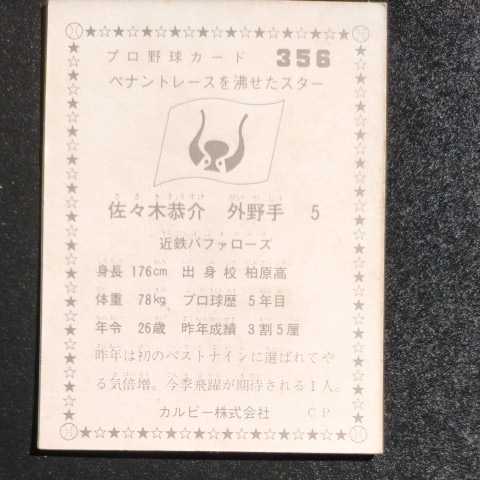 プロ野球カード 356
ペナントレースを沸せたスター
佐々木恭介 外野手 5
近鉄バファローズ
身長 176cm 出身校 柏原高
体重 78kg プロ球歴 5年目
年令 26歳 昨年成績 3割5厘
昨年は初のベストナインに選ばれてや
る気倍増。今季飛躍が期待される1人。
カルビー株式会社 CP